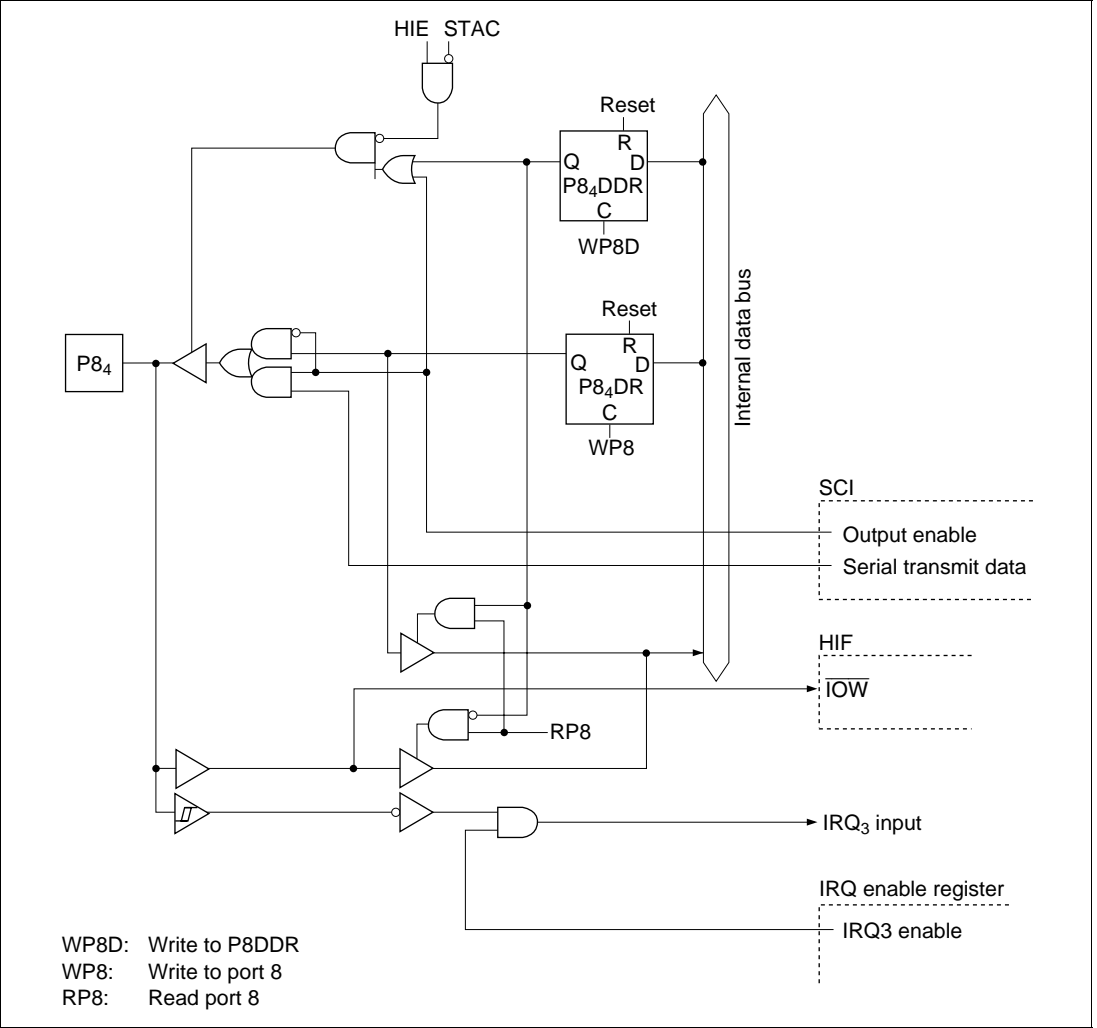 HIE STAC
Reset
R
Q D
P84DDR
C
WP8D
Reset
R
Q D
P84DR
C
WP8
P84
Internal data bus
SCI
Output enable
Serial transmit data
HIF
IOW
RP8
IRQ3 input
IRQ enable register
IRQ3 enable
WP8D: Write to P8DDR
WP8: Write to port 8
RP8: Read port 8